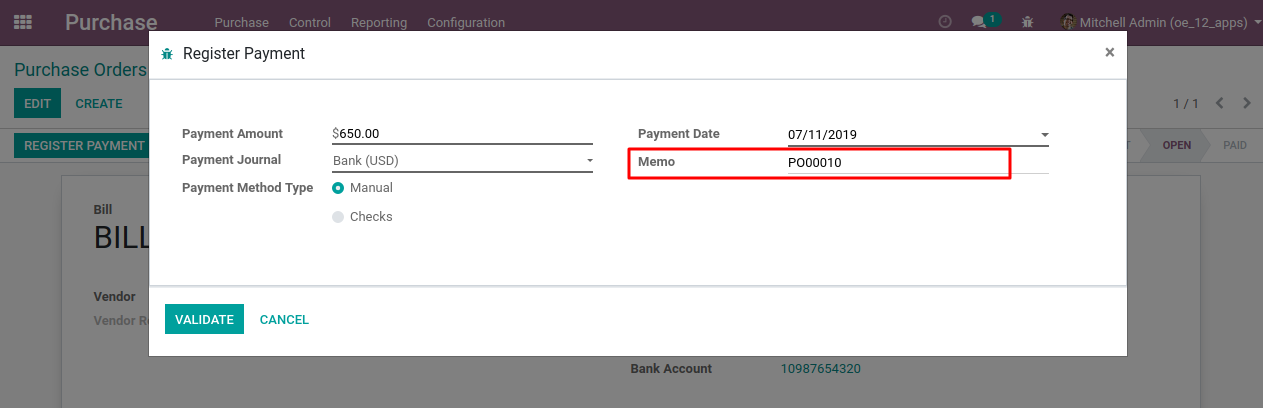 Purchase Purchase Control Reporting Configuration 1 Mitchell Admin (oe_12_apps)
Register Payment ×
Purchase Orders
EDIT CREATE 1 / 1
Payment Amount $650.00 Payment Date 07/11/2019
REGISTER PAYMENT OPEN PAID
Payment Journal Bank (USD) Memo PO00010
Payment Method Type Manual
Checks
Bill
BILL
Vendor
Vendor
VALIDATE CANCEL
Bank Account 10987654320